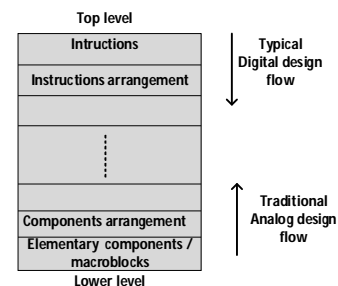 Top level
Intructions
Instructions arrangement
Components arrangement
Elementary components /
macroblocks
Lower level
Typical
Digital design
flow
Traditional
Analog design
flow